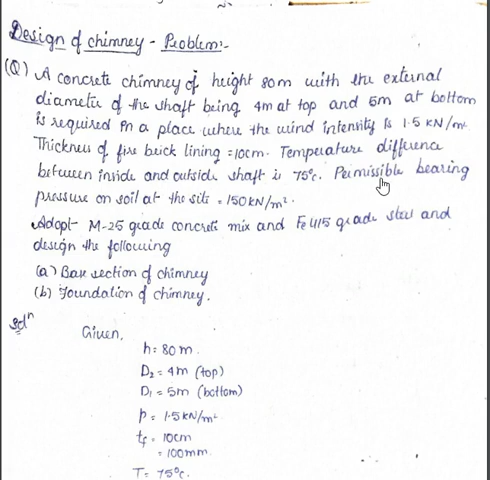 Design of chimney - Problem:-
(Q) A concrete chimney of height 80m with the external
diameter of the shaft being 4m at top and 5m at bottom
is required in a place where the wind intensity is 1.5 kN/m²
Thickness of fire brick lining = 10cm. Temperature difference
between inside and outside shaft is 75°c. Permissible bearing
pressure on soil at the site = 150 kN/m².
Adopt M-25 grade concrete mix and Fe415 grade steel and
design the following
(a) Base section of chimney
(b) Foundation of chimney.
Solⁿ
Given,
h = 80 m.
D₂ = 4m (top)
D₁ = 5m (bottom)
p = 1.5 kN/m²
tf = 10cm
= 100mm.
T = 75°c.